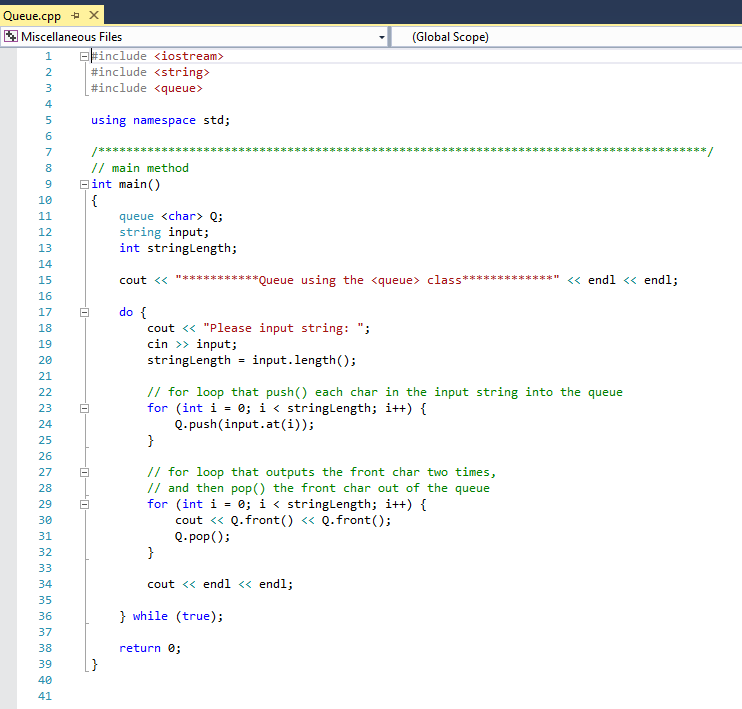 Queue.cpp
Miscellaneous Files (Global Scope)
1 #include <iostream>
2 #include <string>
3 #include <queue>
4
5 using namespace std;
6
7 /***************************************************************************************/
8 // main method
9 int main()
10 {
11 queue <char> Q;
12 string input;
13 int stringLength;
14
15 cout << "***********Queue using the <queue> class*************" << endl << endl;
16
17 do {
18 cout << "Please input string: ";
19 cin >> input;
20 stringLength = input.length();
21
22 // for loop that push() each char in the input string into the queue
23 for (int i = 0; i < stringLength; i++) {
24 Q.push(input.at(i));
25 }
26
27 // for loop that outputs the front char two times,
28 // and then pop() the front char out of the queue
29 for (int i = 0; i < stringLength; i++) {
30 cout << Q.front() << Q.front();
31 Q.pop();
32 }
33
34 cout << endl << endl;
35
36 } while (true);
37
38 return 0;
39 }
40
41